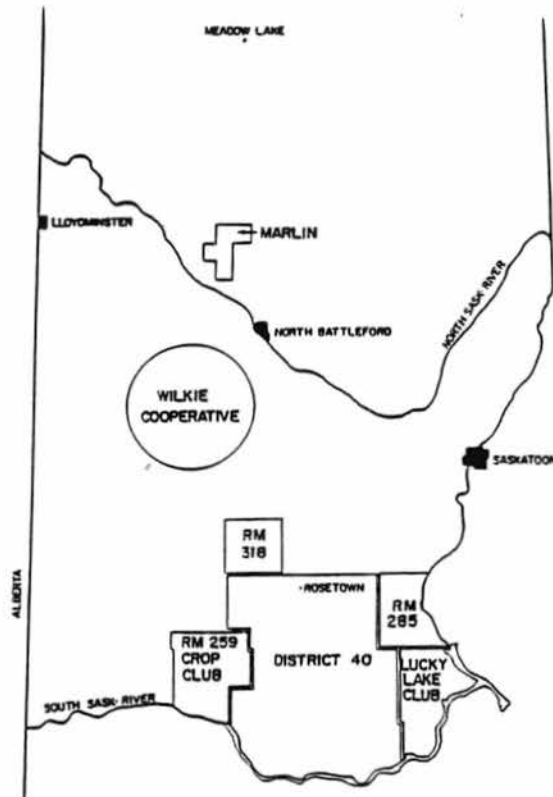 MEADOW LAKE
LLOYDMINSTER
MARLIN
NORTH SASK RIVER
NORTH BATTLEFORD
WILKIE
COOPERATIVE
SASKATOON
RM
318
ALBERTA
ROSETOWN
RM
285
RM 259
CROP
CLUB
DISTRICT 40
LUCKY
LAKE
CLUB
SOUTH SASK. RIVER